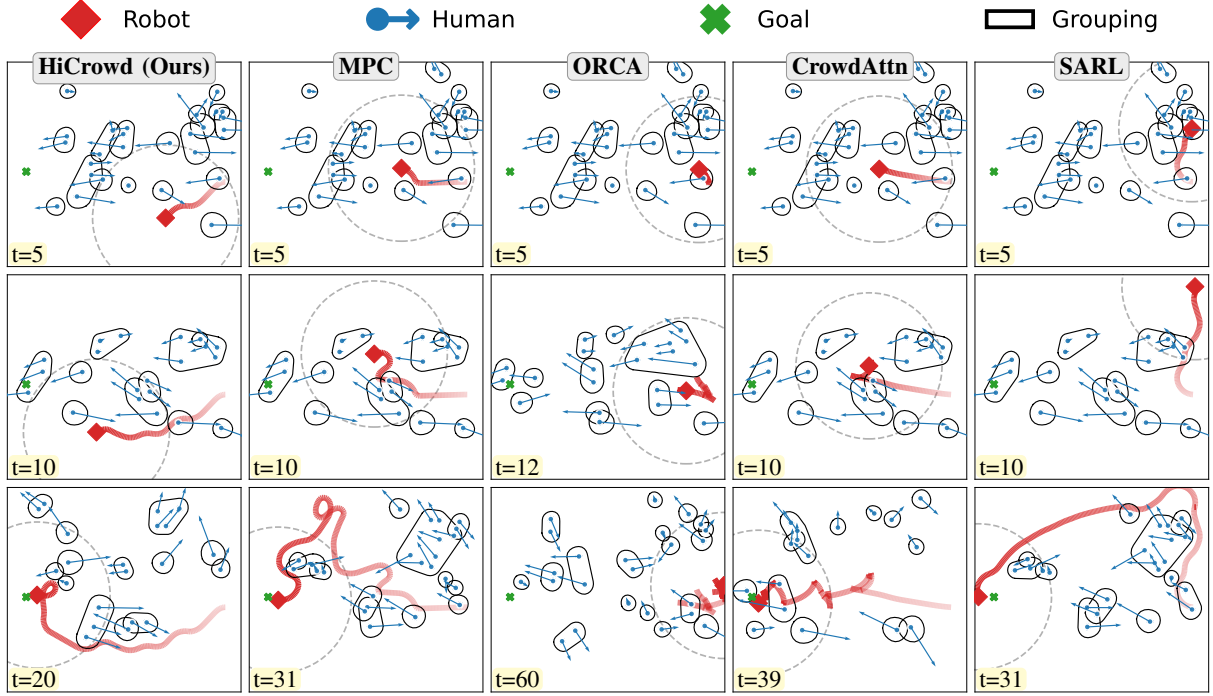 Robot Human Goal Grouping
HiCrowd (Ours) MPC ORCA CrowdAttn SARL
t=5 t=5 t=5 t=5 t=5
t=10 t=10 t=12 t=10 t=10
t=20 t=31 t=60 t=39 t=31